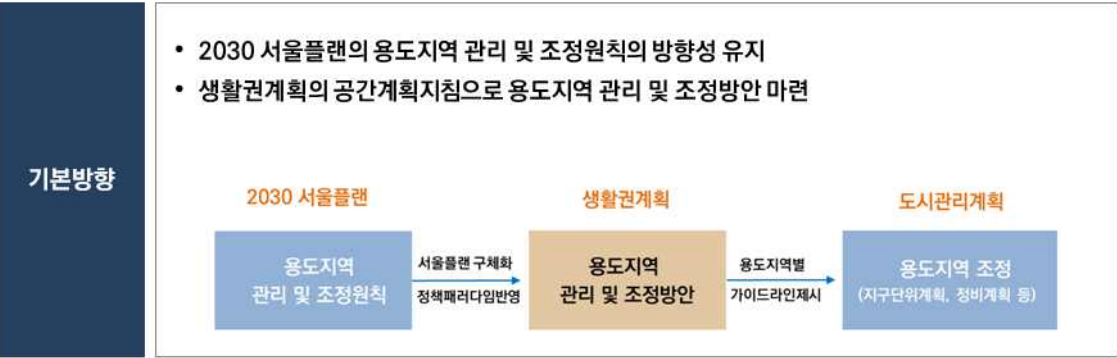 기본방향
• 2030 서울플랜의 용도지역 관리 및 조정원칙의 방향성 유지
• 생활권계획의 공간계획지침으로 용도지역 관리 및 조정방안 마련
2030 서울플랜
생활권계획
도시관리계획
용도지역
관리 및 조정원칙
서울플랜 구체화
정책패러다임반영
용도지역
관리 및 조정방안
용도지역별
가이드라인제시
용도지역 조정
(지구단위계획, 정비계획 등)